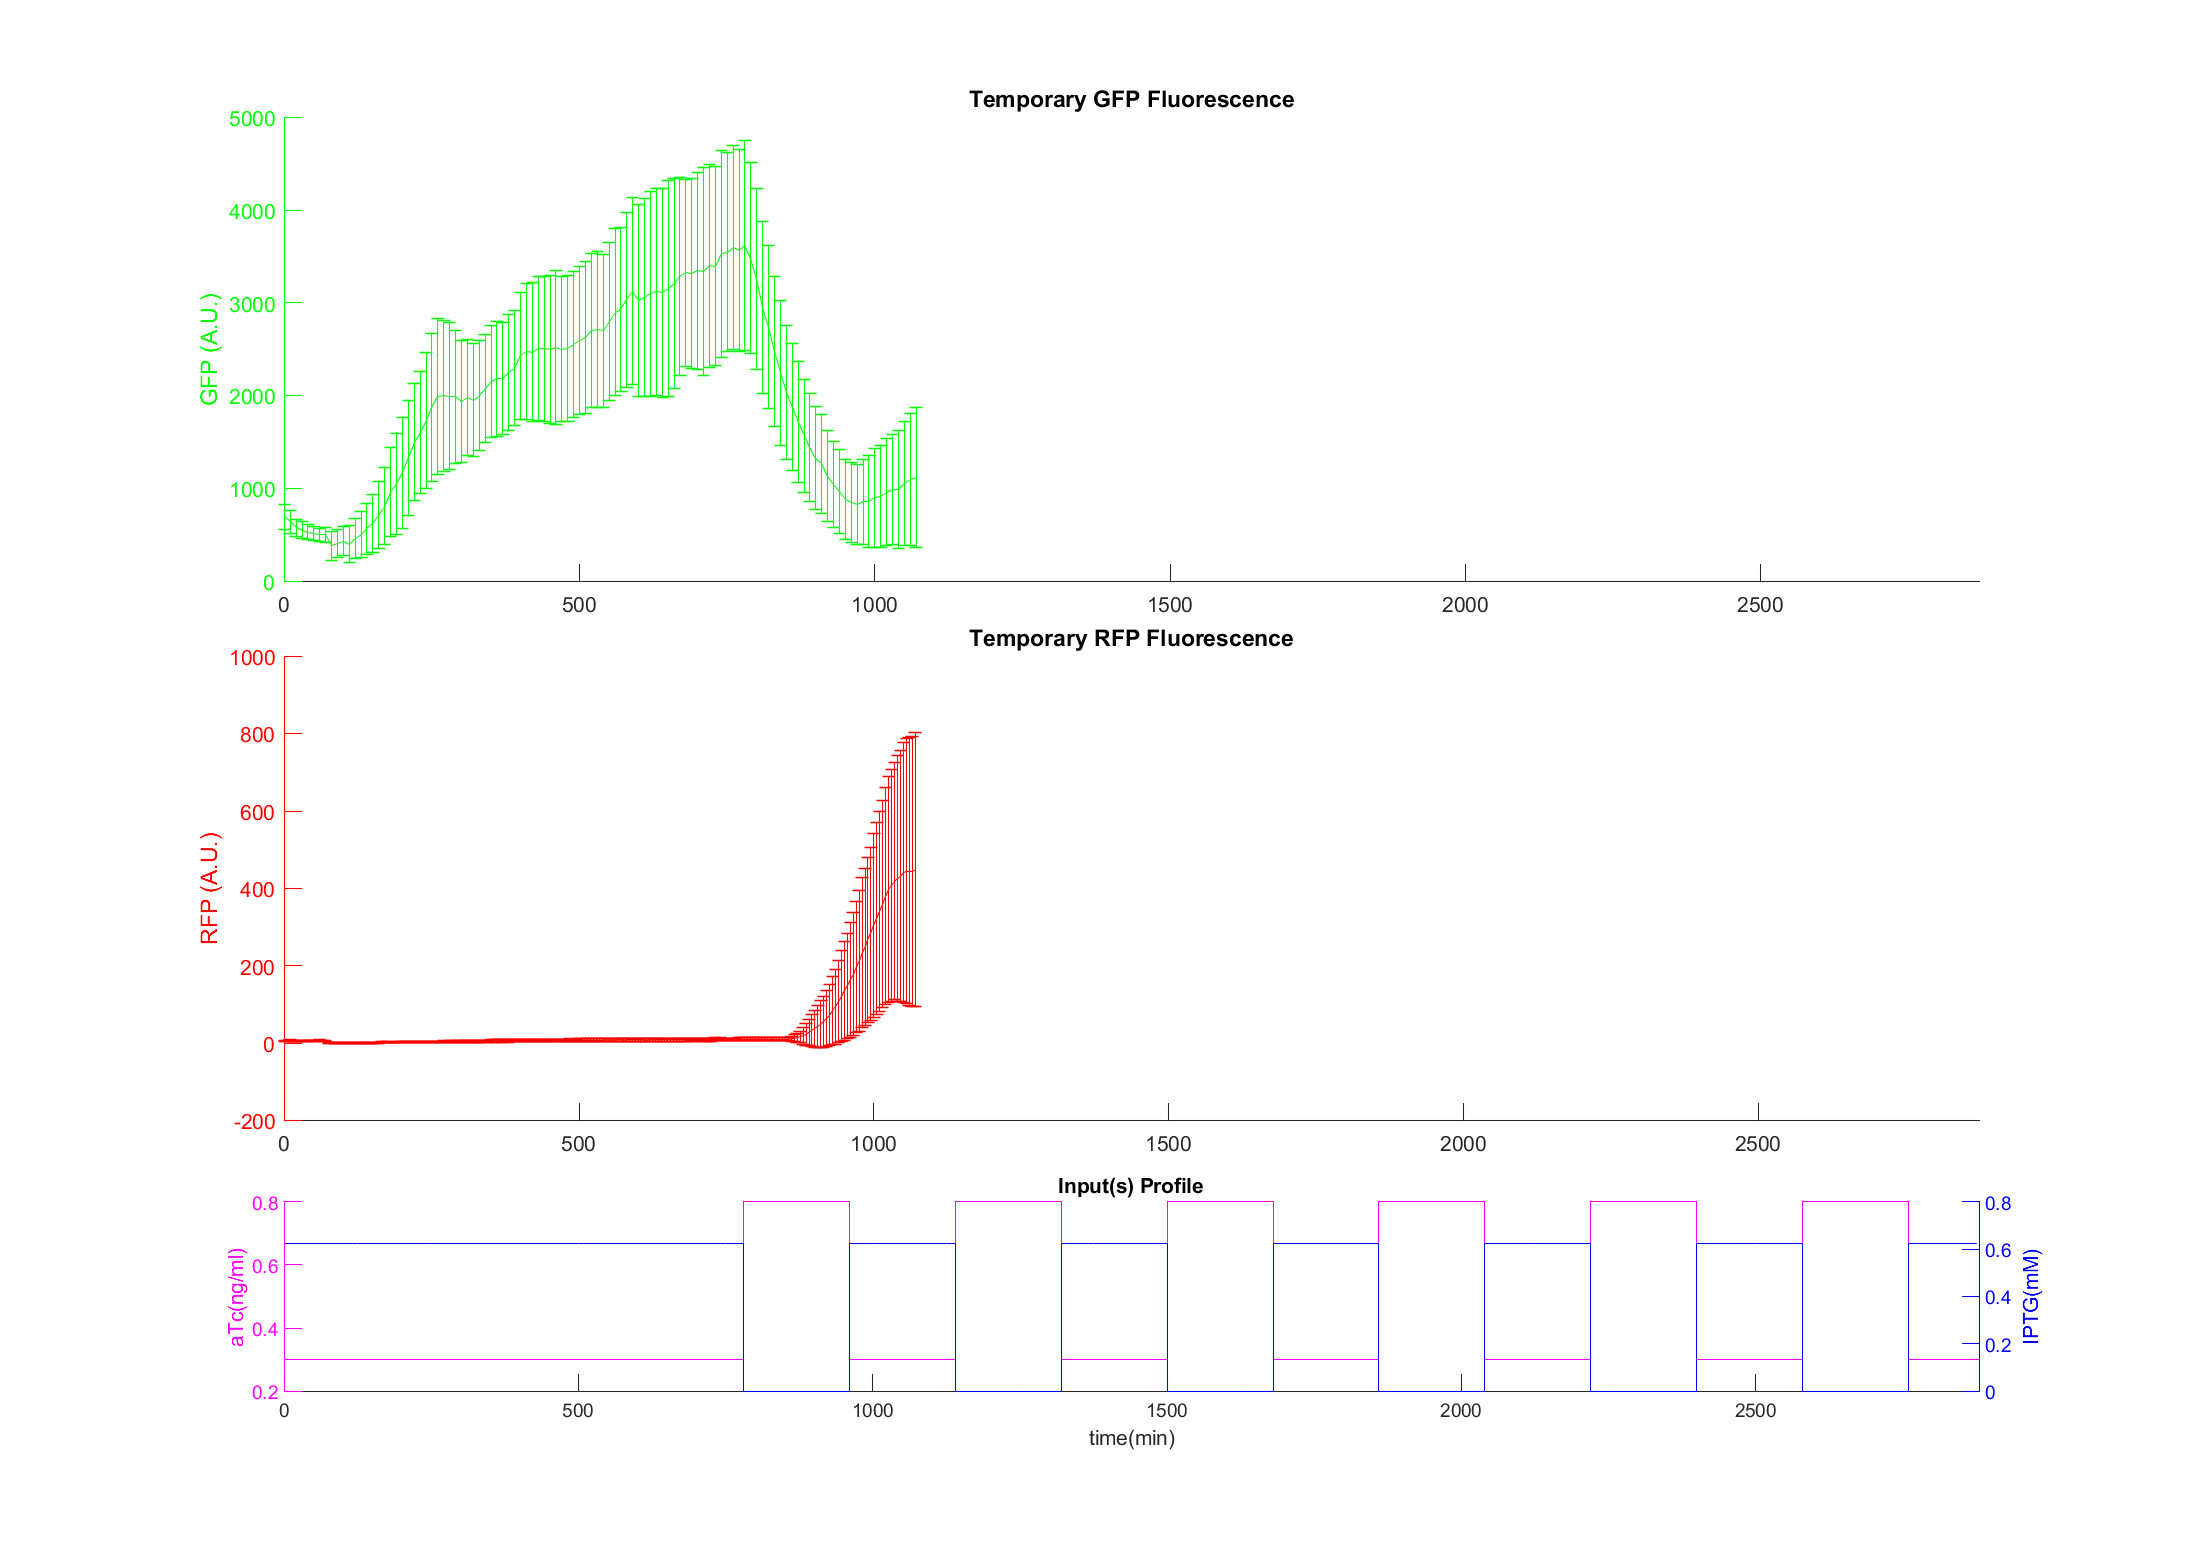 Temporary GFP Fluorescence
5000
4000
3000
2000
1000
0
GFP (A.U.)
0 500 1000 1500 2000 2500
Temporary RFP Fluorescence
1000
800
600
400
200
0
-200
RFP (A.U.)
0 500 1000 1500 2000 2500
Input(s) Profile
0.8
0.6
0.4
0.2
aTc(ng/ml)
0.8
0.6
0.4
0.2
0
IPTG(mM)
0 500 1000 1500 2000 2500
time(min)